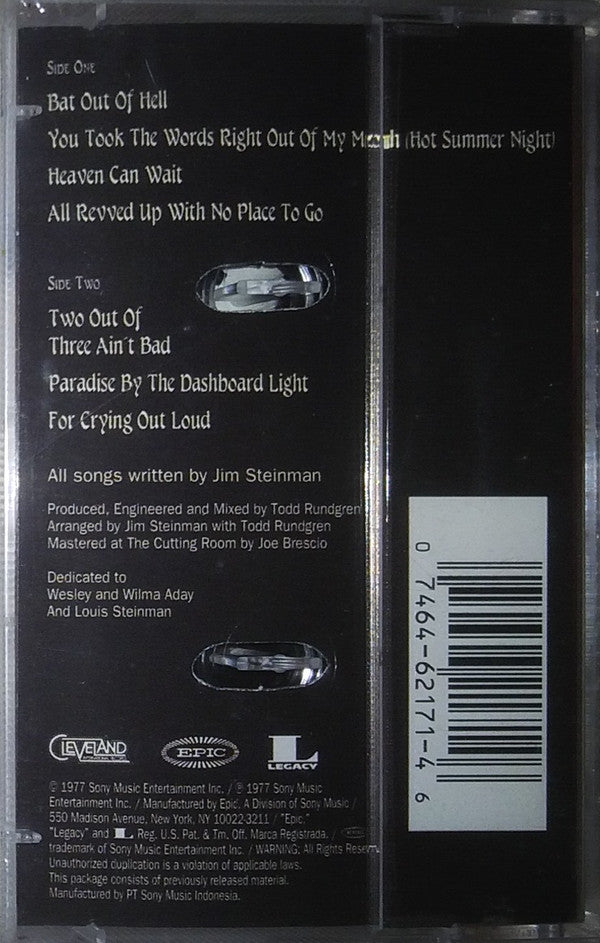 Side One
Bat Out Of Hell
You Took The Words Right Out Of My Mouth (Hot Summer Night)
Heaven Can Wait
All Revved Up With No Place To Go
Side Two
Two Out Of
Three Ain't Bad
Paradise By The Dashboard Light
For Crying Out Loud
All songs written by Jim Steinman
Produced, Engineered and Mixed by Todd Rundgren
Arranged by Jim Steinman with Todd Rundgren
Mastered at The Cutting Room by Joe Brescio
Dedicated to
Wesley and Wilma Aday
And Louis Steinman
CLEVELAND
EPIC
L
LEGACY
© 1977 Sony Music Entertainment Inc. / ℗ 1977 Sony Music
Entertainment Inc. / Manufactured by Epic, A Division of Sony Music /
550 Madison Avenue, New York, NY 10022-3211 / "Epic,"
"Legacy" and L Reg. U.S. Pat. & Tm. Off. Marca Registrada. /
trademark of Sony Music Entertainment Inc. / WARNING: All Rights Reserv
Unauthorized duplication is a violation of applicable laws.
This package consists of previously released material.
Manufactured by PT Sony Music Indonesia.
0 7464-62171-4 6